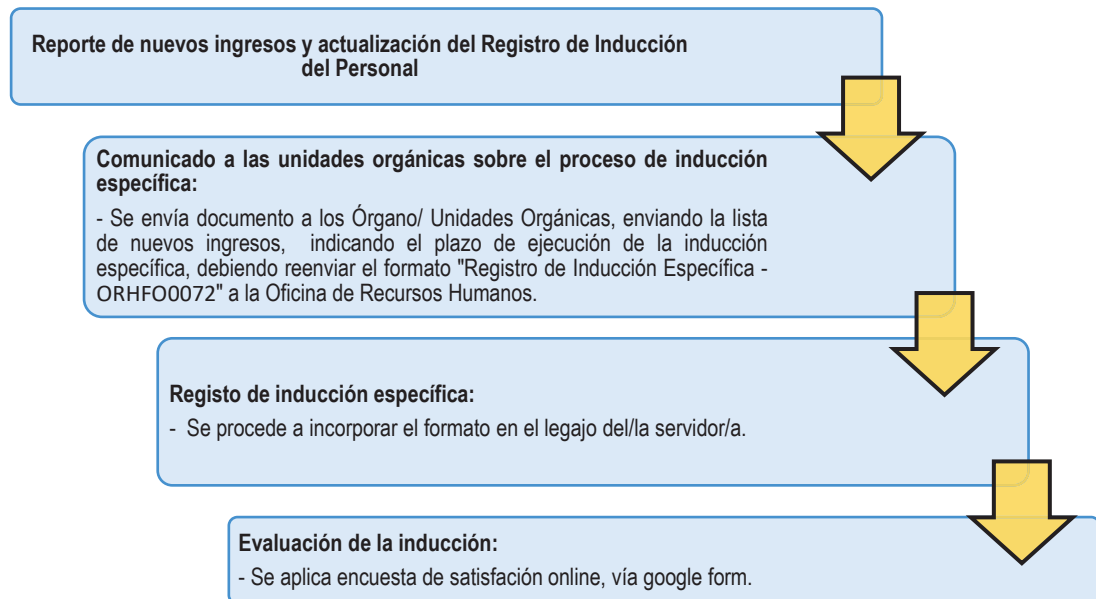 Reporte de nuevos ingresos y actualización del Registro de Inducción
del Personal
Comunicado a las unidades orgánicas sobre el proceso de inducción
específica:
- Se envía documento a los Órgano/ Unidades Orgánicas, enviando la lista
de nuevos ingresos, indicando el plazo de ejecución de la inducción
específica, debiendo reenviar el formato "Registro de Inducción Específica -
ORHFO0072" a la Oficina de Recursos Humanos.
Registo de inducción específica:
- Se procede a incorporar el formato en el legajo del/la servidor/a.
Evaluación de la inducción:
- Se aplica encuesta de satisfacción online, vía google form.